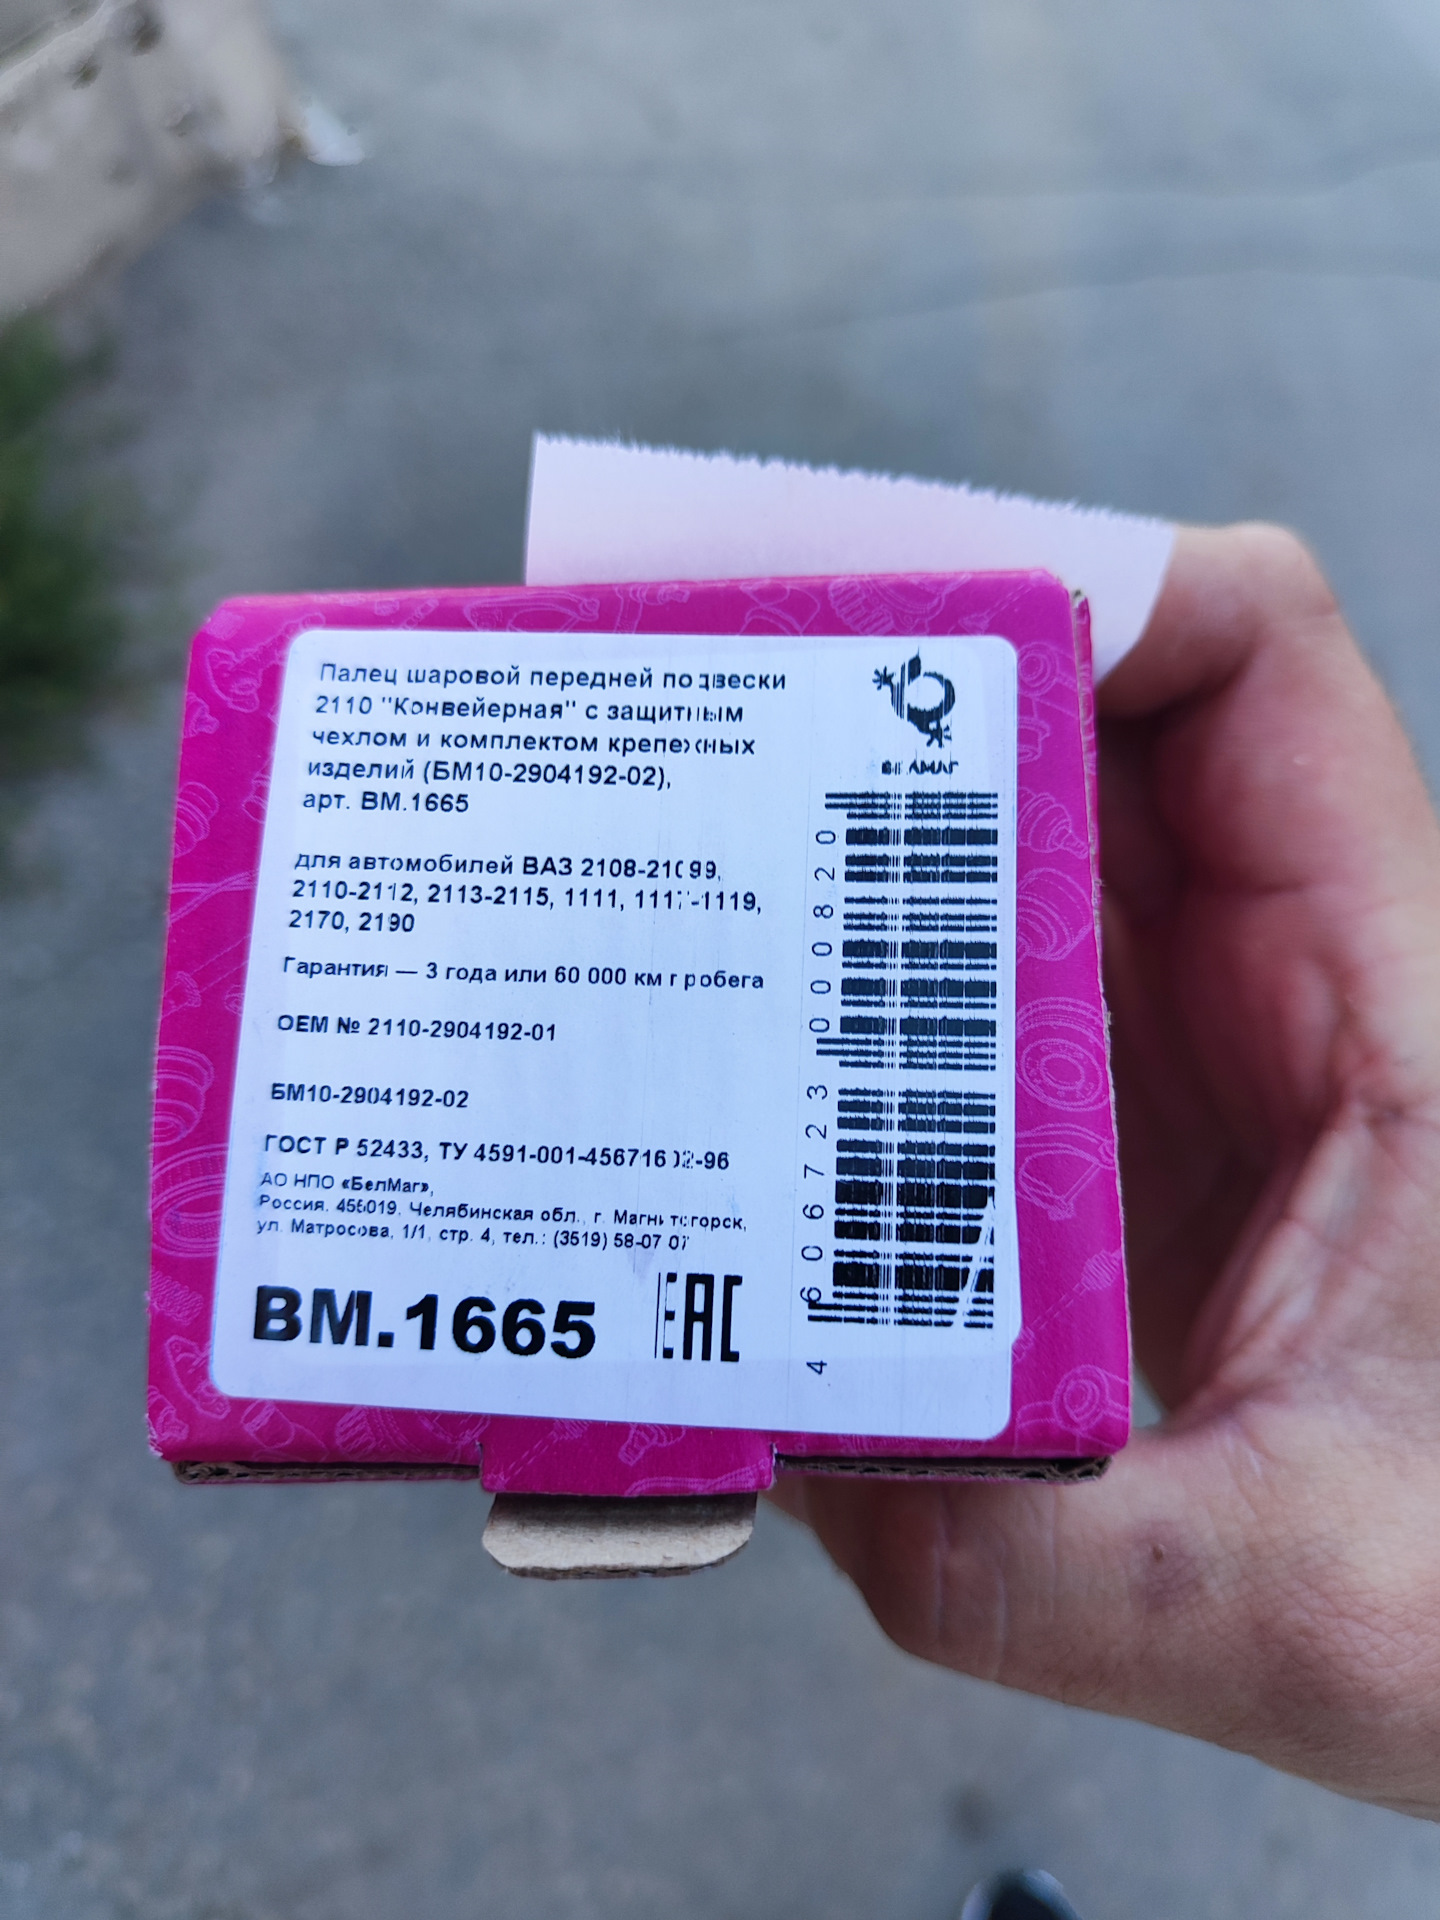 Палец шаровой передней подвески
2110 "Конвейерная" с защитным
чехлом и комплектом крепежных
изделий (БМ10-2904192-02),
арт. BM.1665
для автомобилей ВАЗ 2108-21099,
2110-2112, 2113-2115, 1111, 1117-1119,
2170, 2190
Гарантия — 3 года или 60 000 км пробега
OEM № 2110-2904192-01
БМ10-2904192-02
ГОСТ Р 52433, ТУ 4591-001-45671602-96
АО НПО «БелМаг»,
Россия, 455019, Челябинская обл., г. Магнитогорск,
ул. Матросова, 1/1, стр. 4, тел.: (3519) 58-07 07
BM.1665
EAC
БЕЛМАГ
4 606723 000820